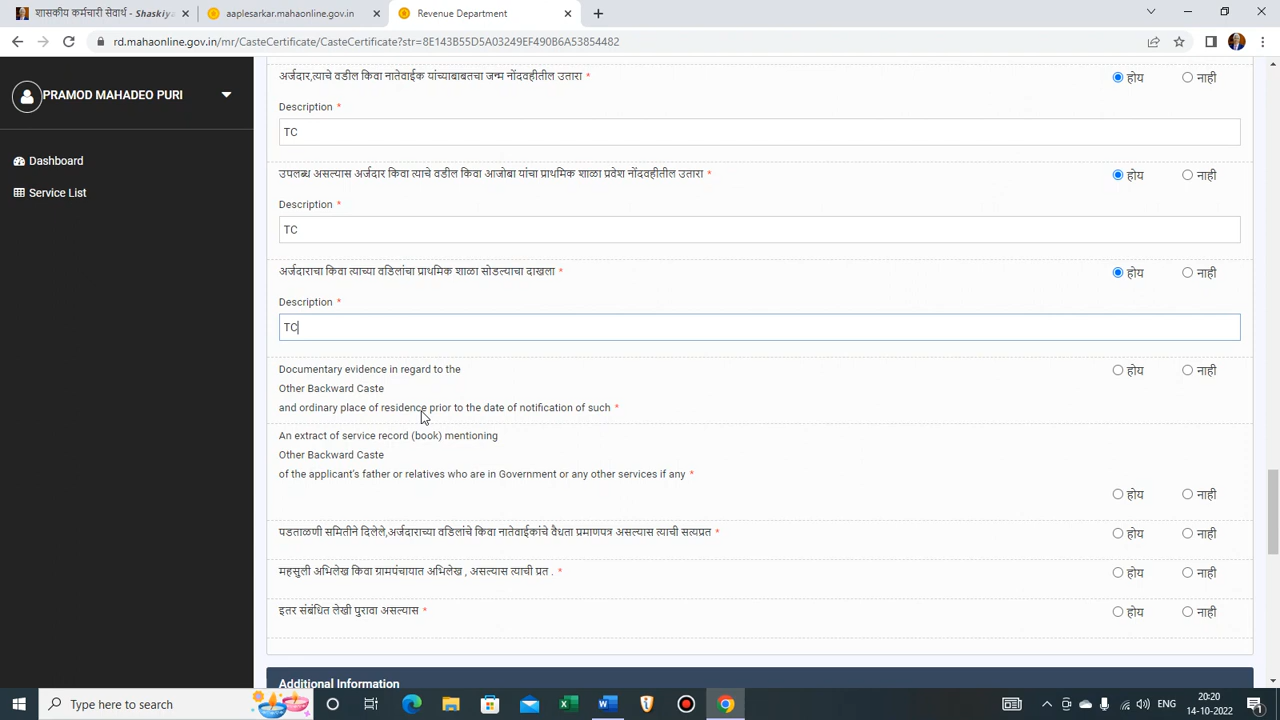 शासकीय कर्मचारी सेवार्थ - Shaskiya
aaplesarkar.mahaonline.gov.in
Revenue Department
rd.mahaonline.gov.in/mr/CasteCertificate/CasteCertificate?str=8E143B55D5A03249EF490B6A53854482
PRAMOD MAHADEO PURI
Dashboard
Service List
अर्जदार,त्याचे वडील किवा नातेवाईक यांच्याबाबतचा जन्म नोंदवहीतील उतारा * होय नाही
Description *
TC
उपलब्ध असल्यास अर्जदार किवा त्याचे वडील किवा आजोबा यांचा प्राथमिक शाळा प्रवेश नोंदवहीतील उतारा * होय नाही
Description *
TC
अर्जदाराचा किवा त्याच्या वडिलांचा प्राथमिक शाळा सोडल्याचा दाखला * होय नाही
Description *
TC
Documentary evidence in regard to the होय नाही
Other Backward Caste
and ordinary place of residence prior to the date of notification of such *
An extract of service record (book) mentioning
Other Backward Caste
of the applicant's father or relatives who are in Government or any other services if any *
होय नाही
पडताळणी समितीने दिलेले,अर्जदाराच्या वडिलांचे किवा नातेवाईकांचे वैधता प्रमाणपत्र असल्यास त्याची सत्यप्रत * होय नाही
महसुली अभिलेख किवा ग्रामपंचायात अभिलेख , असल्यास त्याची प्रत . * होय नाही
इतर संबंधित लेखी पुरावा असल्यास * होय नाही
Additional Information
Type here to search
ENG
20:20
14-10-2022